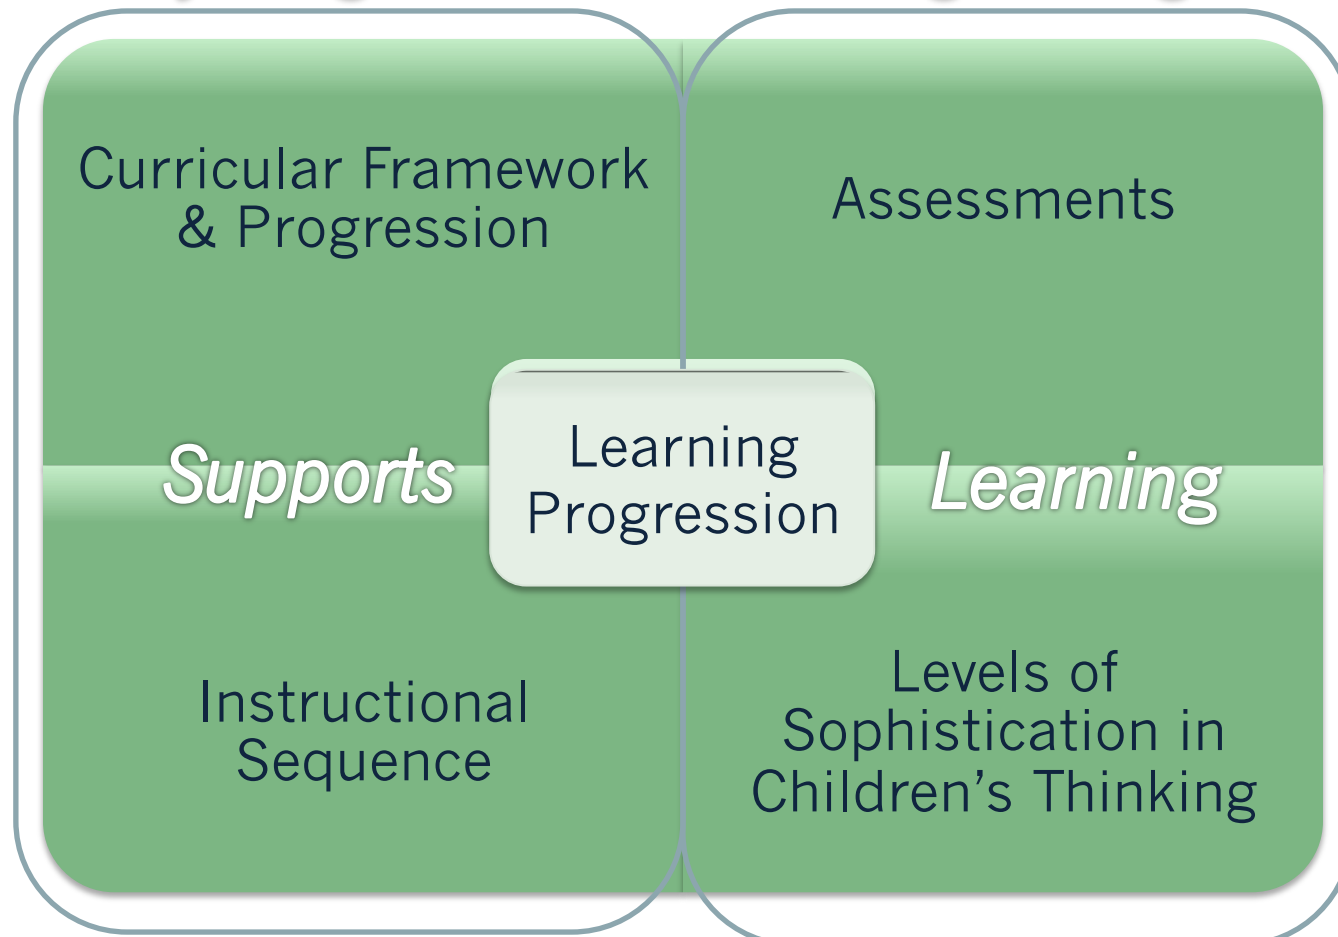 Curricular Framework
& Progression
Assessments
Supports
Learning
Progression
Learning
Instructional
Sequence
Levels of
Sophistication in
Children’s Thinking